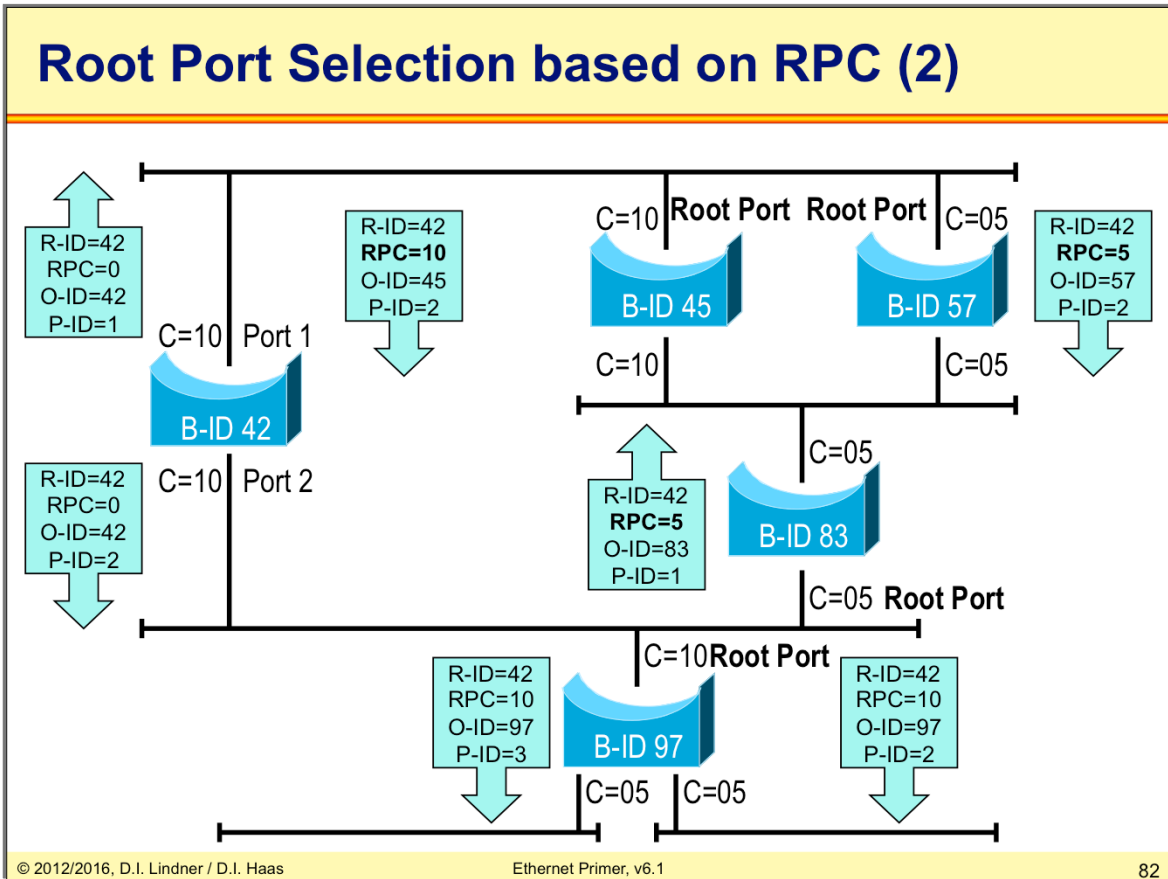 Root Port Selection based on RPC (2)
R-ID=42
RPC=0
O-ID=42
P-ID=1
R-ID=42
RPC=10
O-ID=45
P-ID=2
C=10
Root Port
Root Port
C=05
R-ID=42
RPC=5
O-ID=57
P-ID=2
B-ID 45
B-ID 57
C=10
Port 1
C=10
C=05
B-ID 42
C=10
Port 2
R-ID=42
RPC=0
O-ID=42
P-ID=2
C=05
R-ID=42
RPC=5
O-ID=83
P-ID=1
B-ID 83
C=05 Root Port
C=10Root Port
R-ID=42
RPC=10
O-ID=97
P-ID=3
B-ID 97
R-ID=42
RPC=10
O-ID=97
P-ID=2
C=05
C=05
© 2012/2016, D.I. Lindner / D.I. Haas
Ethernet Primer, v6.1
82